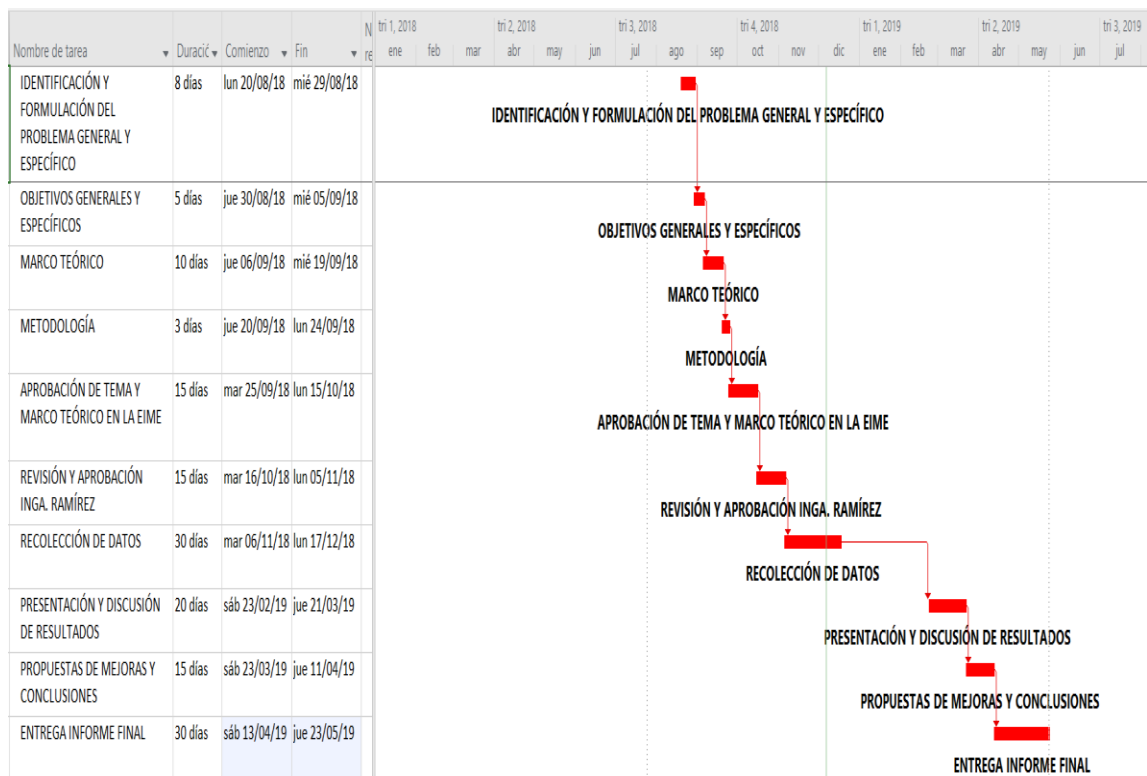 tri 1, 2018 tri 2, 2018 tri 3, 2018 tri 4, 2018 tri 1, 2019 tri 2, 2019 tri 3, 2019
Nombre de tarea Duració Comienzo Fin N re ene feb mar abr may jun jul ago sep oct nov dic ene feb mar abr may jul
IDENTIFICACIÓN Y 8 días lun 20/08/18 mié 29/08/18
FORMULACIÓN DEL
PROBLEMA GENERAL Y
ESPECÍFICO
IDENTIFICACIÓN Y FORMULACIÓN DEL PROBLEMA GENERAL Y ESPECÍFICO
OBJETIVOS GENERALES Y 5 días jue 30/08/18 mié 05/09/18
ESPECÍFICOS
OBJETIVOS GENERALES Y ESPECÍFICOS
MARCO TEÓRICO 10 días jue 06/09/18 mié 19/09/18
MARCO TEÓRICO
METODOLOGÍA 3 días jue 20/09/18 lun 24/09/18
METODOLOGÍA
APROBACIÓN DE TEMA Y 15 días mar 25/09/18 lun 15/10/18
MARCO TEÓRICO EN LA EIME
APROBACIÓN DE TEMA Y MARCO TEÓRICO EN LA EIME
REVISIÓN Y APROBACIÓN 15 días mar 16/10/18 lun 05/11/18
INGA. RAMÍREZ
REVISIÓN Y APROBACIÓN INGA. RAMÍREZ
RECOLECCIÓN DE DATOS 30 días mar 06/11/18 lun 17/12/18
RECOLECCIÓN DE DATOS
PRESENTACIÓN Y DISCUSIÓN 20 días sáb 23/02/19 jue 21/03/19
DE RESULTADOS
PRESENTACIÓN Y DISCUSIÓN DE RESULTADOS
PROPUESTAS DE MEJORAS Y 15 días sáb 23/03/19 jue 11/04/19
CONCLUSIONES
PROPUESTAS DE MEJORAS Y CONCLUSIONES
ENTREGA INFORME FINAL 30 días sáb 13/04/19 jue 23/05/19
ENTREGA INFORME FINAL